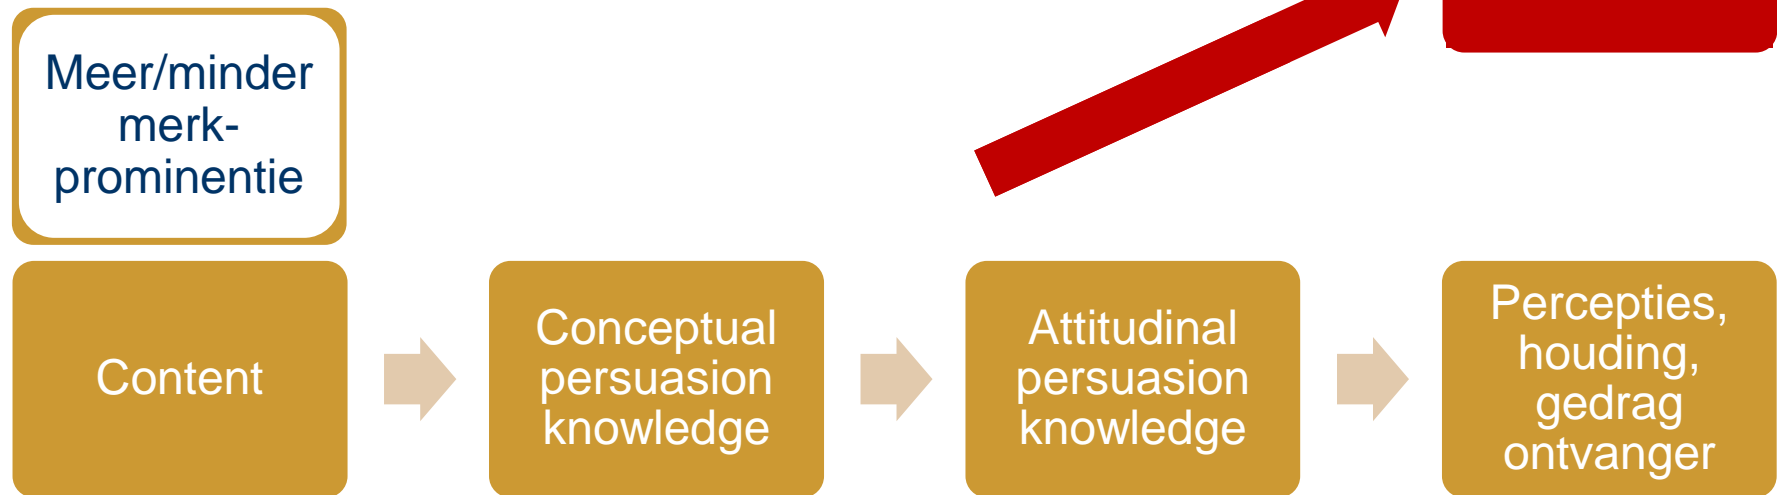 Meer/minder
merk-
prominentie
Content
Conceptual
persuasion
knowledge
Attitudinal
persuasion
knowledge
Percepties,
houding,
gedrag
ontvanger